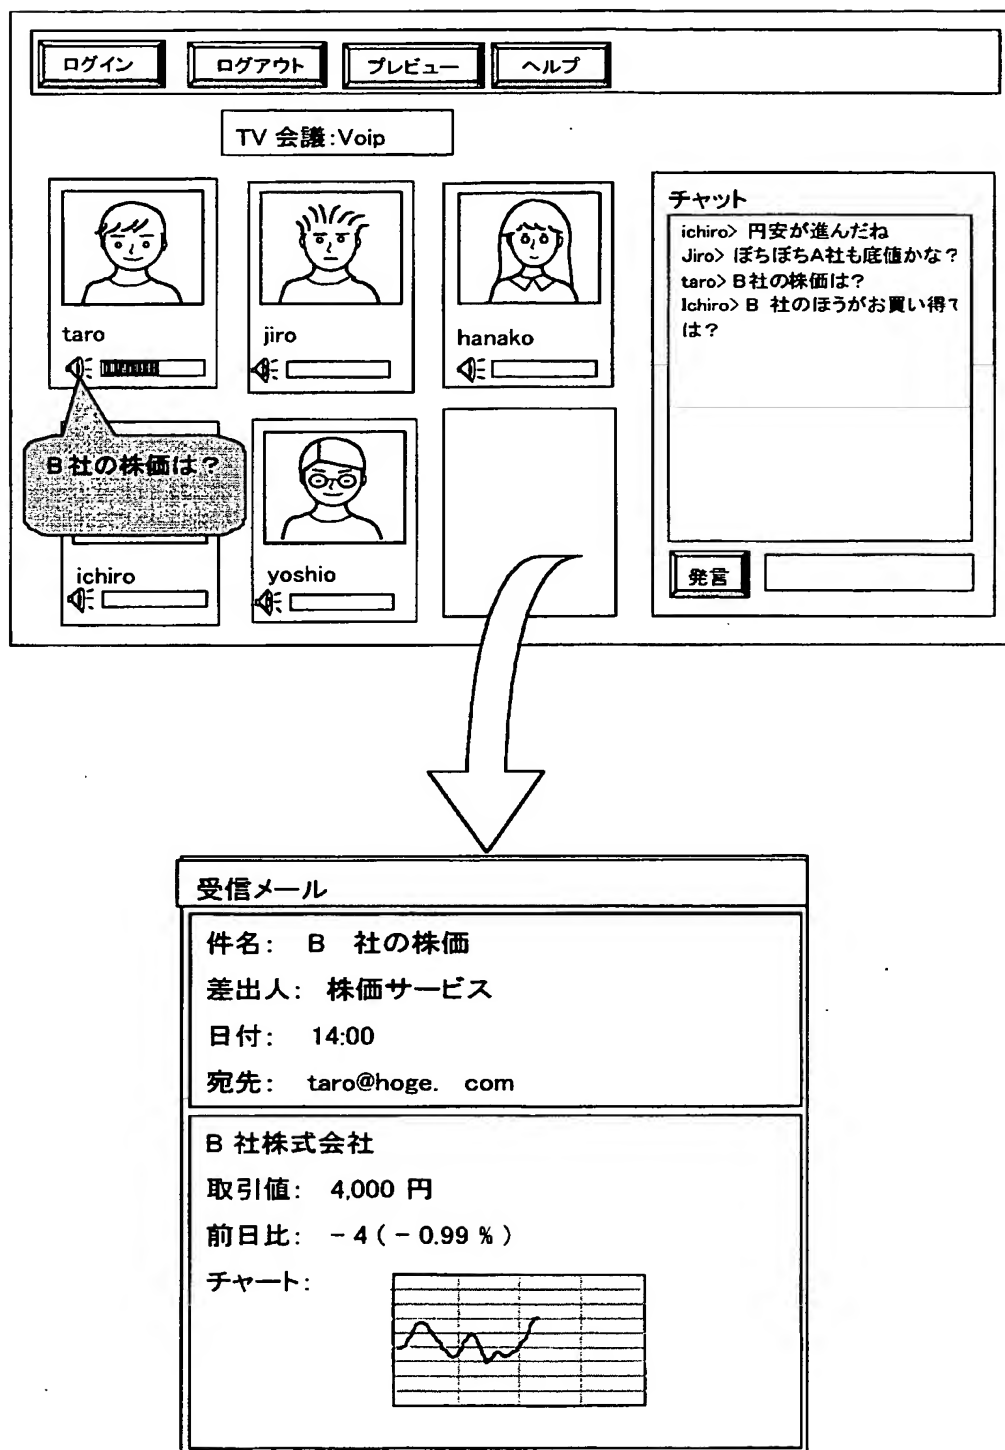 ログイン ログアウト プレビュー ヘルプ
TV 会議:Voip
taro
jiro
hanako
B 社の株価は?
ichiro
yoshio
チャット
ichiro> 円安が進んだね
Jiro> ぼちぼちA社も底値かな?
taro> B社の株価は?
Ichiro> B 社のほうがお買い得で
は?
発言
受信メール
件名: B 社の株価
差出人: 株価サービス
日付: 14:00
宛先: taro@hoge. com
B 社株式会社
取引値: 4,000 円
前日比: - 4 ( - 0.99 % )
チャート: